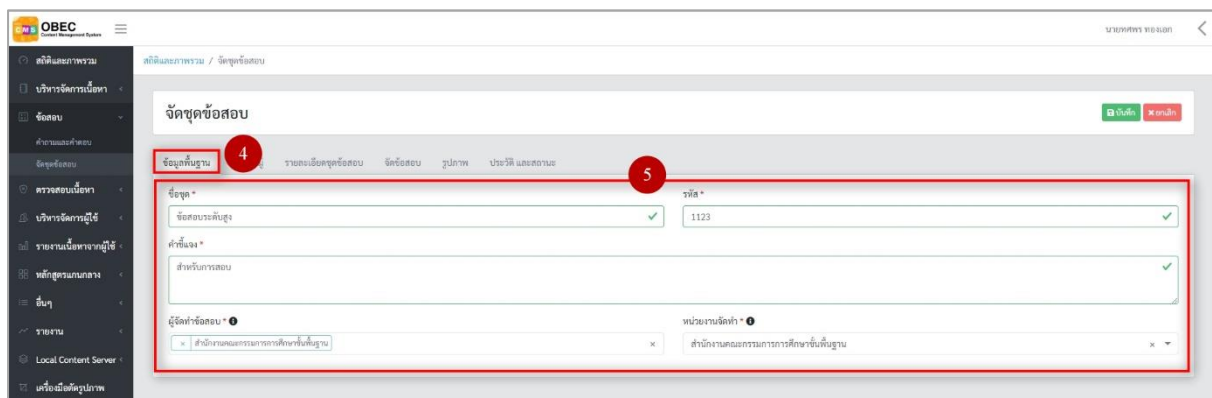 CMS OBEC
Content Management System
นายทศพร ทองเอก
สถิติและภาพรวม
บริหารจัดการเนื้อหา
ข้อสอบ
คำถามและคำตอบ
จัดชุดข้อสอบ
ตรวจสอบเนื้อหา
บริหารจัดการผู้ใช้
รายงานเนื้อหาจากผู้ใช้
หลักสูตรแกนกลาง
อื่นๆ
รายงาน
Local Content Server
เครื่องมือตัดรูปภาพ
สถิติและภาพรวม / จัดชุดข้อสอบ
จัดชุดข้อสอบ
บันทึก ยกเลิก
ข้อมูลพื้นฐาน 4 รายละเอียดชุดข้อสอบ จัดข้อสอบ รูปภาพ ประวัติ และสถานะ
5
ชื่อชุด * รหัส *
ข้อสอบระดับสูง 1123
คำชี้แจง *
สำหรับการสอบ
ผู้จัดทำข้อสอบ * หน่วยงานจัดทำ *
× สำนักงานคณะกรรมการการศึกษาขั้นพื้นฐาน × สำนักงานคณะกรรมการการศึกษาขั้นพื้นฐาน ×